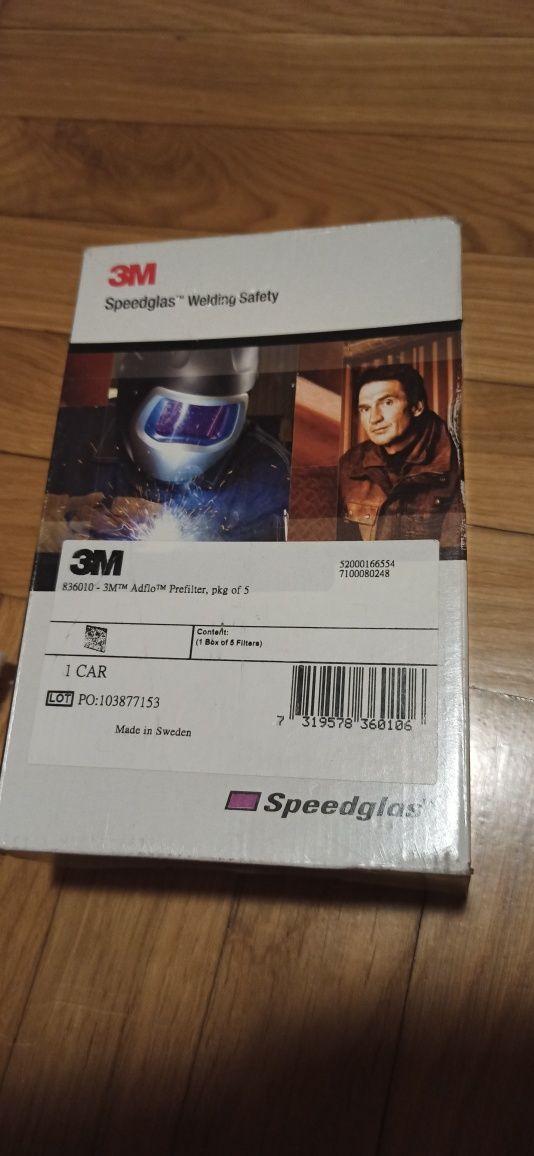 3M
Speedglas™ Welding Safety
3M
52000166554
7100080248
836010 - 3M™ Adflo™ Prefilter, pkg of 5
Content:
(1 Box of 5 Filters)
1 CAR
LOT PO:103877153
7 319578 360106
Made in Sweden
Speedglas™